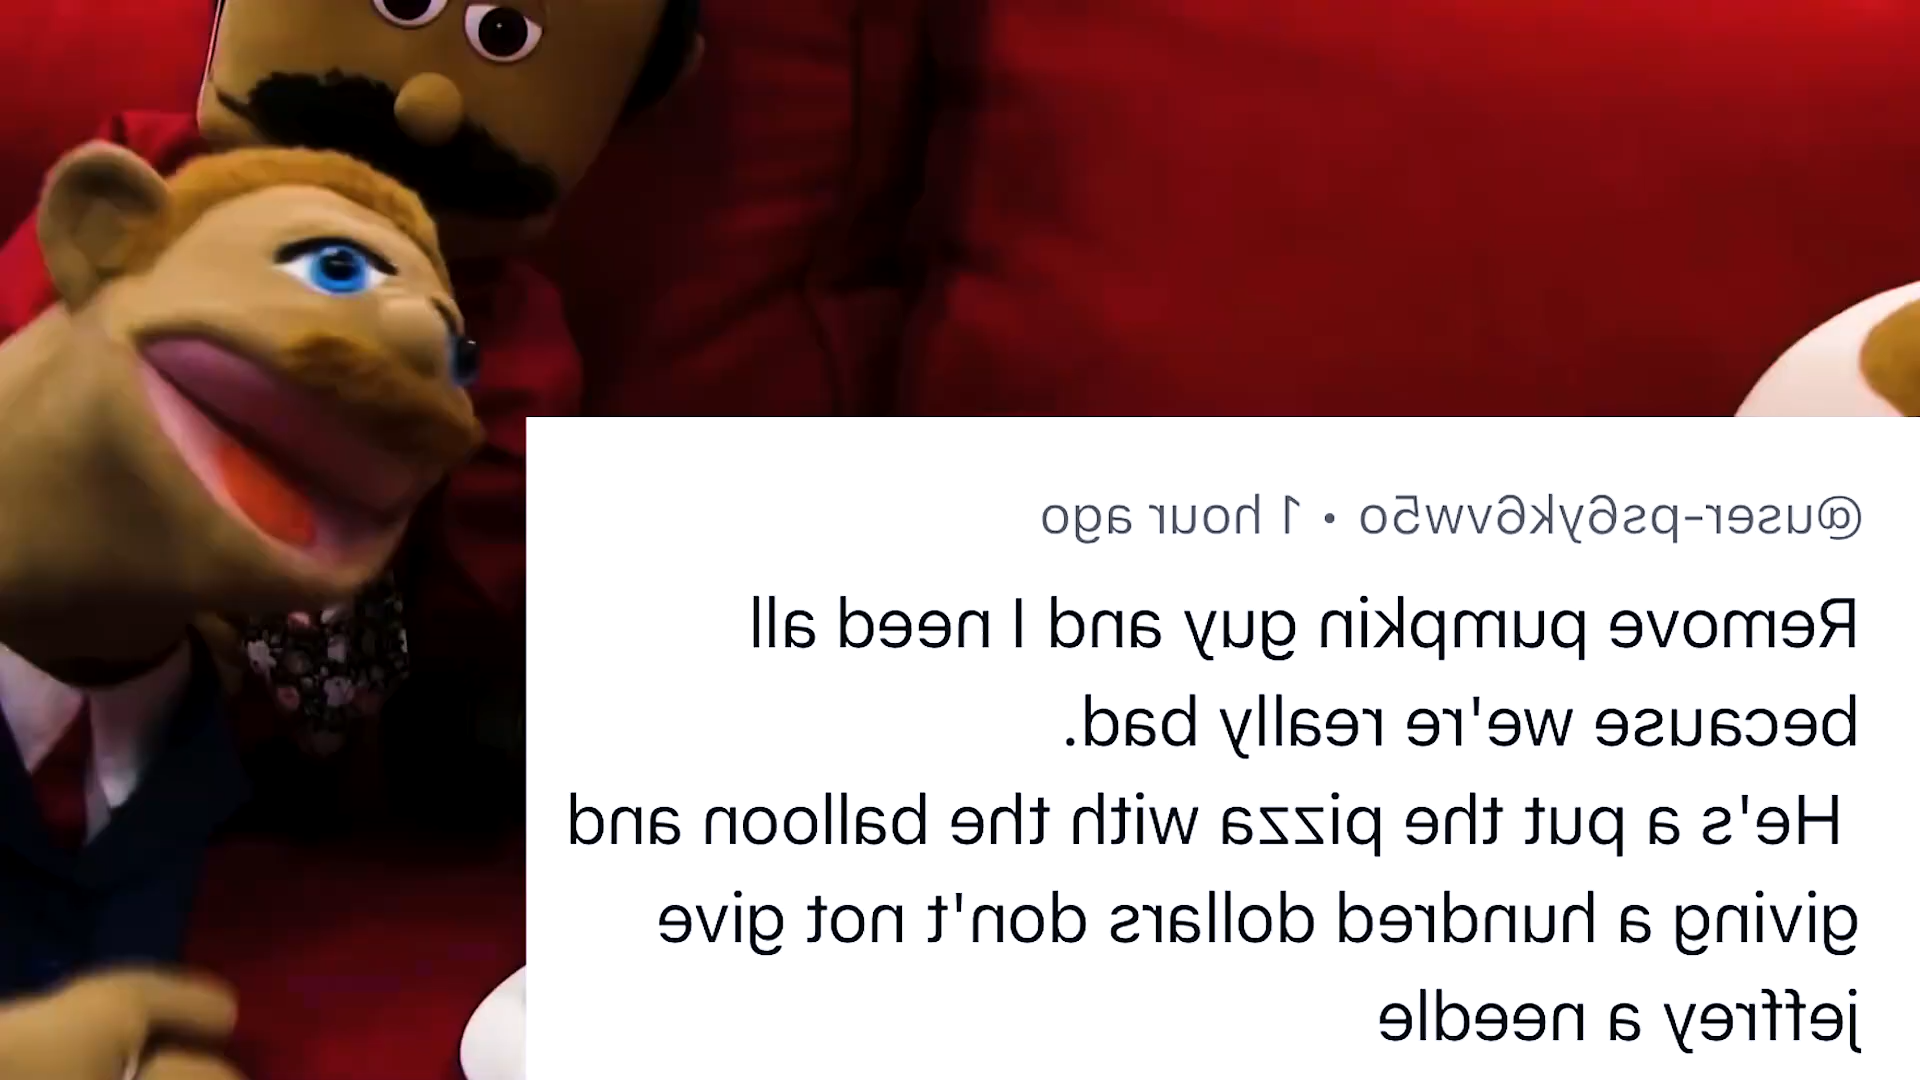 @user-ps6yk6vw5o • 1 hour ago
Remove pumpkin guy and I need all
because we're really bad.
He's a put the pizza with the balloon and
giving a hundred dollars don't not give
jeffrey a needle